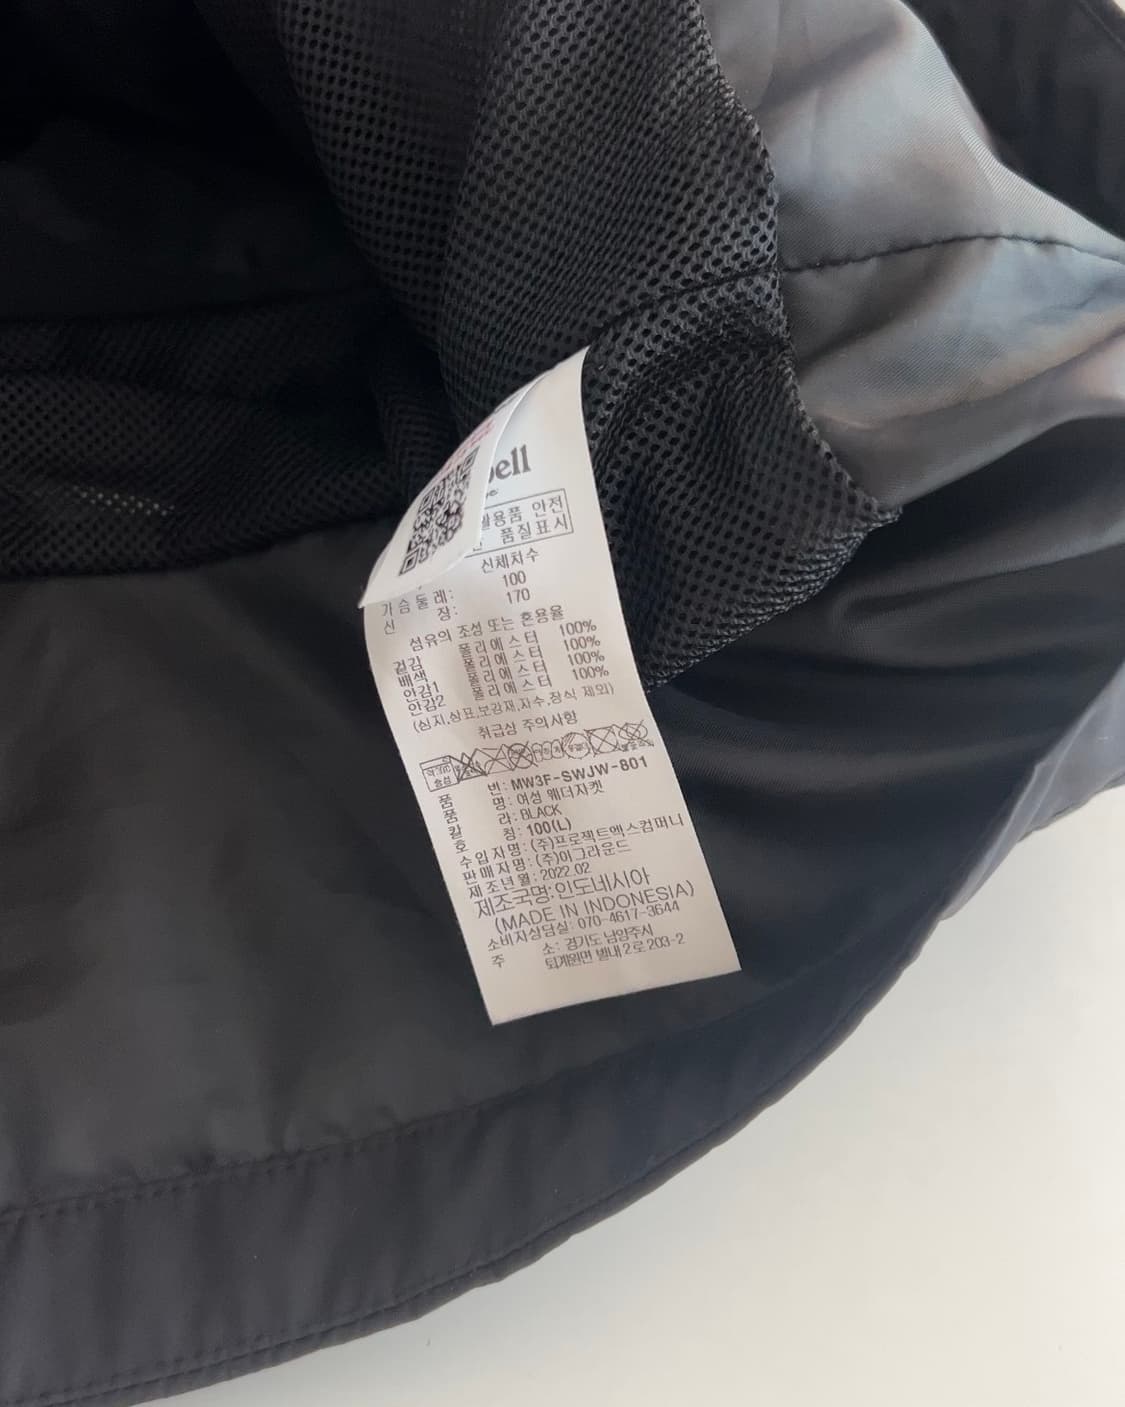 ell
용품 안전
품질표시
신체치수
가슴둘레: 100
신 장: 170
섬유의 조성 또는 혼용율
겉감 폴리에스터 100%
배색 폴리에스터 100%
안감1 폴리에스터 100%
안감2 폴리에스터 100%
(심지,상표,보강재,자수,장식 제외)
취급상 주의사항
품 번: MW3F-SWJW-801
품 명: 여성 웨더자켓
칼 라: BLACK
호 칭: 100(L)
수입자명: (주)프로젝트엑스컴퍼니
판매자명: (주)이그라운드
제조년월: 2022.02
제조국명: 인도네시아
(MADE IN INDONESIA)
소비자상담실: 070-4617-3644
주 소: 경기도 남양주시
퇴계원면 별내2로 203-2